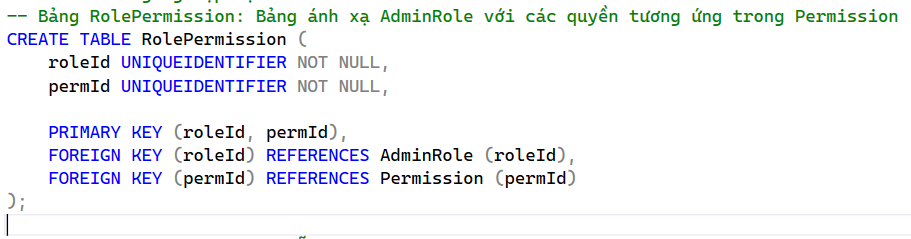 -- Bảng RolePermission: Bảng ánh xạ AdminRole với các quyền tương ứng trong Permission
CREATE TABLE RolePermission (
    roleId UNIQUEIDENTIFIER NOT NULL,
    permId UNIQUEIDENTIFIER NOT NULL,
    PRIMARY KEY (roleId, permId),
    FOREIGN KEY (roleId) REFERENCES AdminRole (roleId),
    FOREIGN KEY (permId) REFERENCES Permission (permId)
);